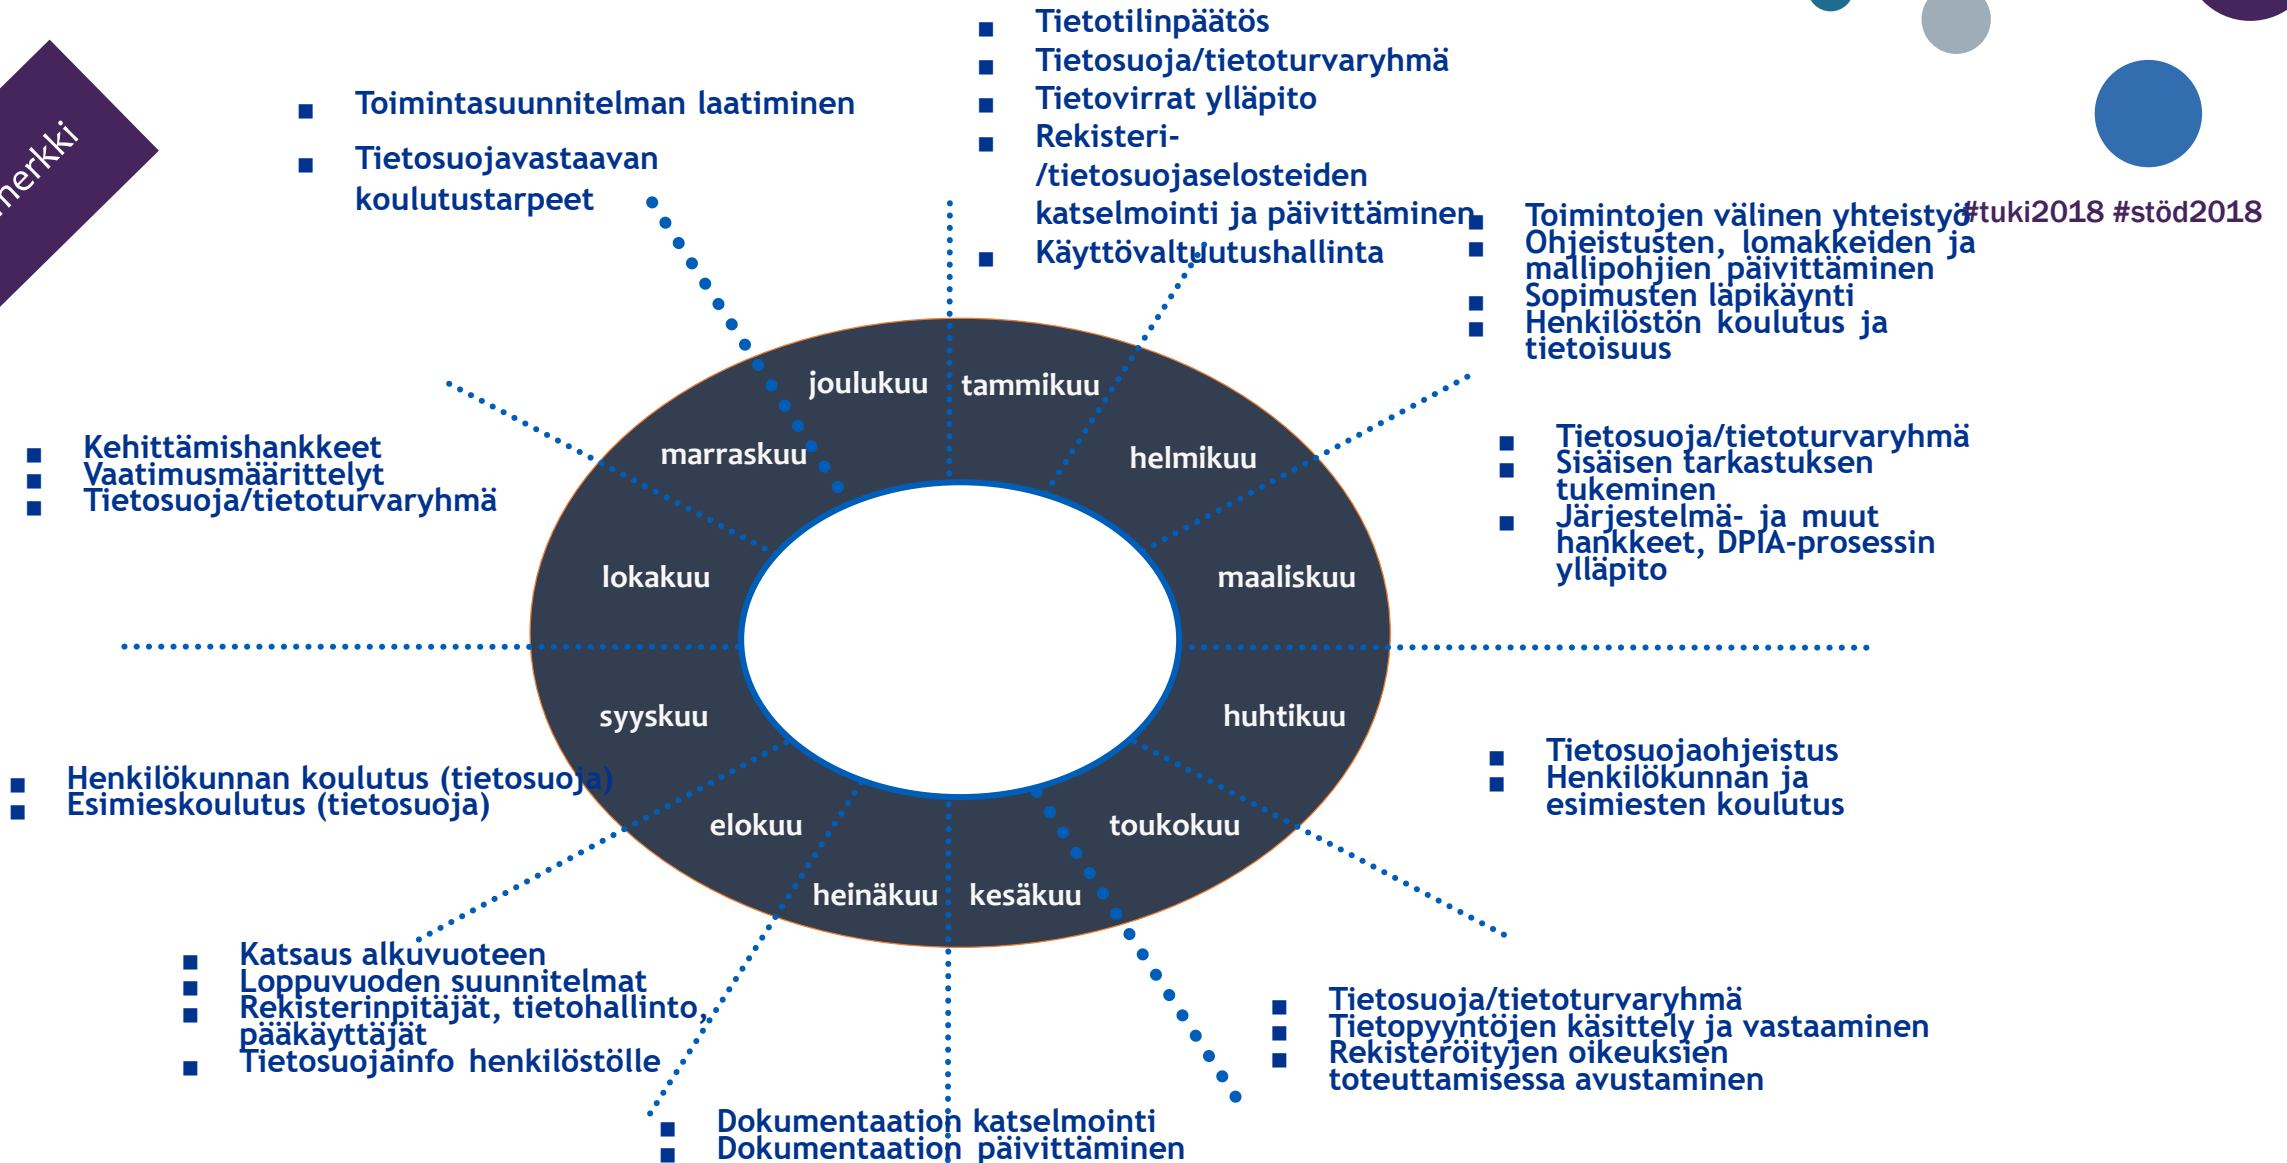 Tietotilinpäätös
Tietosuoja/tietoturvaryhmä
Tietovirrat ylläpito
Rekisteri-
/tietosuojaselosteiden
katselmointi ja päivittäminen
Käyttövaltuutushallinta
Toimintasuunnitelman laatiminen
Tietosuojavastaavan
koulutustarpeet
#tuki2018 #stöd2018
Toimintojen välinen yhteistyö
Ohjeistusten, lomakkeiden ja
mallipohjien päivittäminen
Sopimusten läpikäynti
Henkilöstön koulutus ja
tietoisuus
joulukuu
tammikuu
marraskuu
helmikuu
lokakuu
maaliskuu
syyskuu
huhtikuu
elokuu
toukokuu
heinäkuu
kesäkuu
Kehittämishankkeet
Vaatimusmäärittelyt
Tietosuoja/tietoturvaryhmä
Tietosuoja/tietoturvaryhmä
Sisäisen tarkastuksen
tukeminen
Järjestelmä- ja muut
hankkeet, DPIA-prosessin
ylläpito
Henkilökunnan koulutus (tietosuoja)
Esimieskoulutus (tietosuoja)
Tietosuojaohjeistus
Henkilökunnan ja
esimiesten koulutus
Katsaus alkuvuoteen
Loppuvuoden suunnitelmat
Rekisterinpitäjät, tietohallinto,
pääkäyttäjät
Tietosuojainfo henkilöstölle
Tietosuoja/tietoturvaryhmä
Tietopyyntöjen käsittely ja vastaaminen
Rekisteröityjen oikeuksien
toteuttamisessa avustaminen
Dokumentaation katselmointi
Dokumentaation päivittäminen